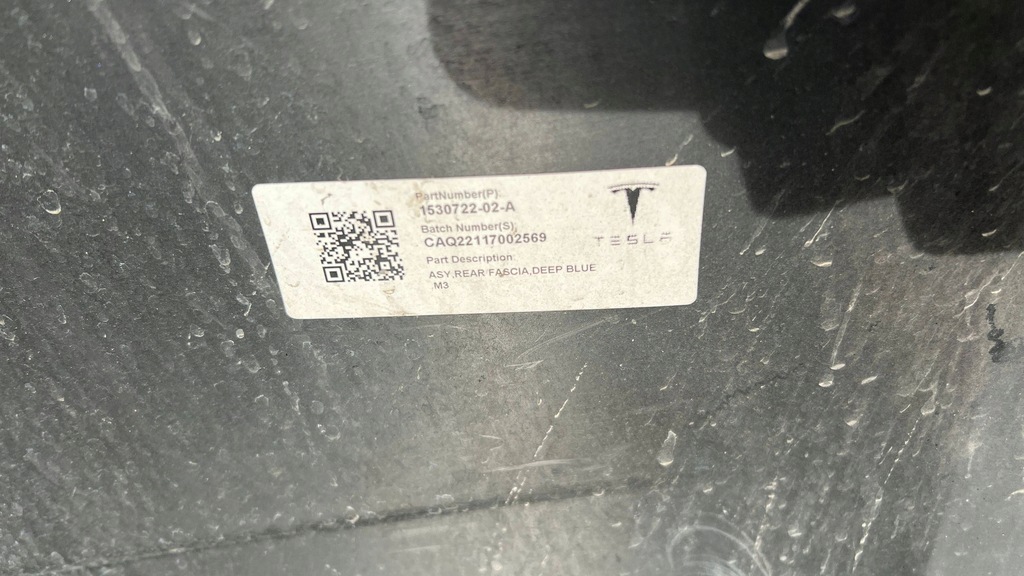 PartNumber(P):
1530722-02-A
Batch Number(S):
CAQ22117002569
Part Description:
ASY,REAR FASCIA,DEEP BLUE
M3
TESLA